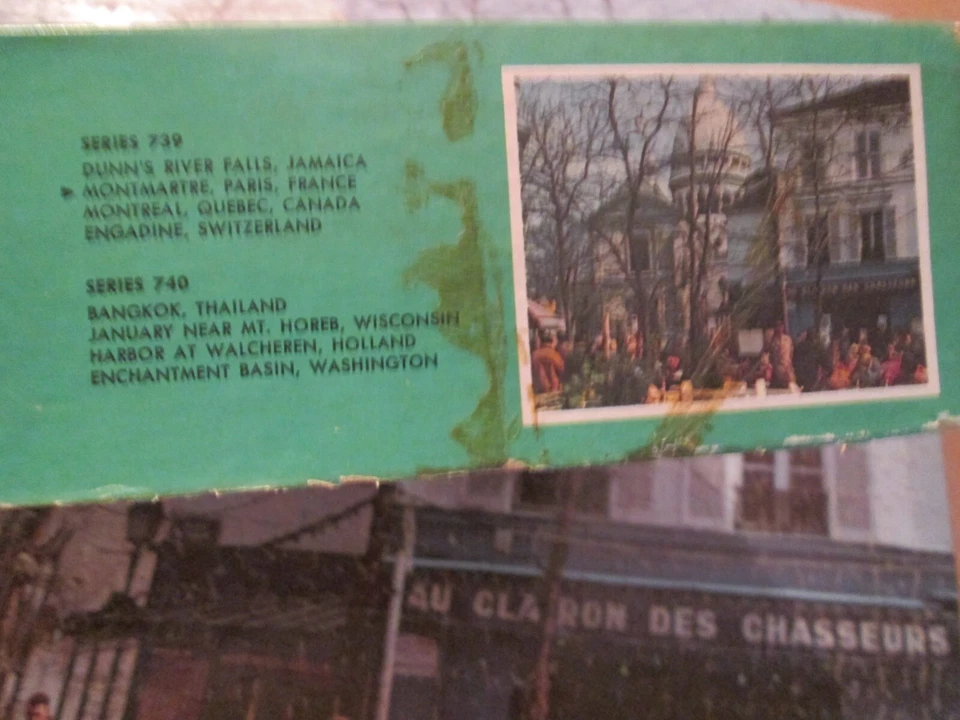 SERIES 739
DUNN'S RIVER FALLS, JAMAICA
MONTMARTRE, PARIS, FRANCE
MONTREAL, QUEBEC, CANADA
ENGADINE, SWITZERLAND
SERIES 740
BANGKOK, THAILAND
JANUARY NEAR MT. HOREB, WISCONSIN
HARBOR AT WALCHEREN, HOLLAND
ENCHANTMENT BASIN, WASHINGTON
AU CLAIRON DES CHASSEURS